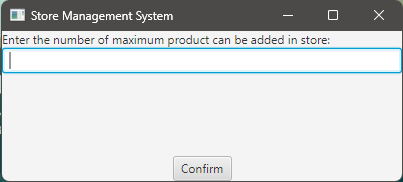 Store Management System
Enter the number of maximum product can be added in store:
Confirm